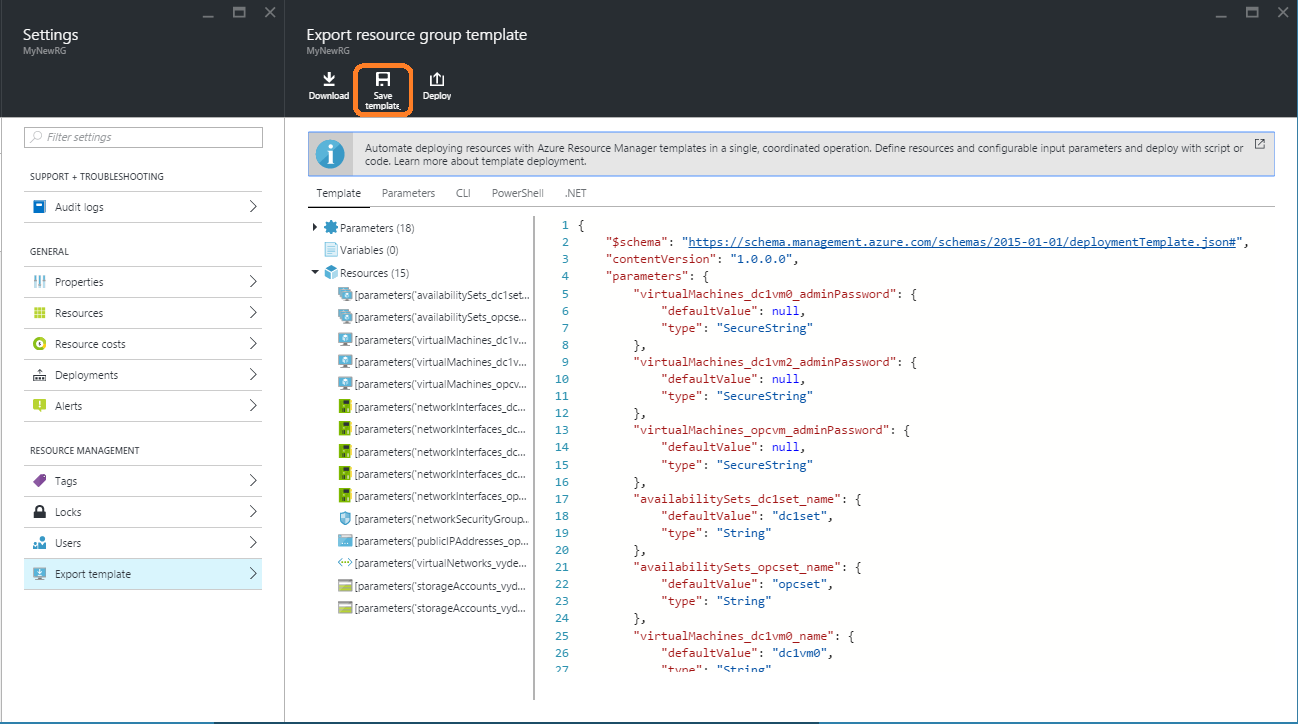 Settings
MyNewRG
Filter settings
SUPPORT + TROUBLESHOOTING
Audit logs
GENERAL
Properties
Resources
Resource costs
Deployments
Alerts
RESOURCE MANAGEMENT
Tags
Locks
Users
Export template
Export resource group template
MyNewRG
Download
Save
template
Deploy
Automate deploying resources with Azure Resource Manager templates in a single, coordinated operation. Define resources and configurable input parameters and deploy with script or
code. Learn more about template deployment.
Template Parameters CLI PowerShell .NET
Parameters (18)
Variables (0)
Resources (15)
[parameters('availabilitySets_dc1set...
[parameters('availabilitySets_opcse...
[parameters('virtualMachines_dc1v...
[parameters('virtualMachines_dc1v...
[parameters('virtualMachines_opcv...
[parameters('networkInterfaces_dc...
[parameters('networkInterfaces_dc...
[parameters('networkInterfaces_dc...
[parameters('networkInterfaces_dc...
[parameters('networkInterfaces_op...
[parameters('networkSecurityGroup...
[parameters('publicIPAddresses_op...
[parameters('virtualNetworks_vyde...
[parameters('storageAccounts_vyd...
[parameters('storageAccounts_vyd...
1 {
2 "$schema": "https://schema.management.azure.com/schemas/2015-01-01/deploymentTemplate.json#",
3 "contentVersion": "1.0.0.0",
4 "parameters": {
5 "virtualMachines_dc1vm0_adminPassword": {
6 "defaultValue": null,
7 "type": "SecureString"
8 },
9 "virtualMachines_dc1vm2_adminPassword": {
10 "defaultValue": null,
11 "type": "SecureString"
12 },
13 "virtualMachines_opcvm_adminPassword": {
14 "defaultValue": null,
15 "type": "SecureString"
16 },
17 "availabilitySets_dc1set_name": {
18 "defaultValue": "dc1set",
19 "type": "String"
20 },
21 "availabilitySets_opcset_name": {
22 "defaultValue": "opcset",
23 "type": "String"
24 },
25 "virtualMachines_dc1vm0_name": {
26 "defaultValue": "dc1vm0",
27 "type": "String"